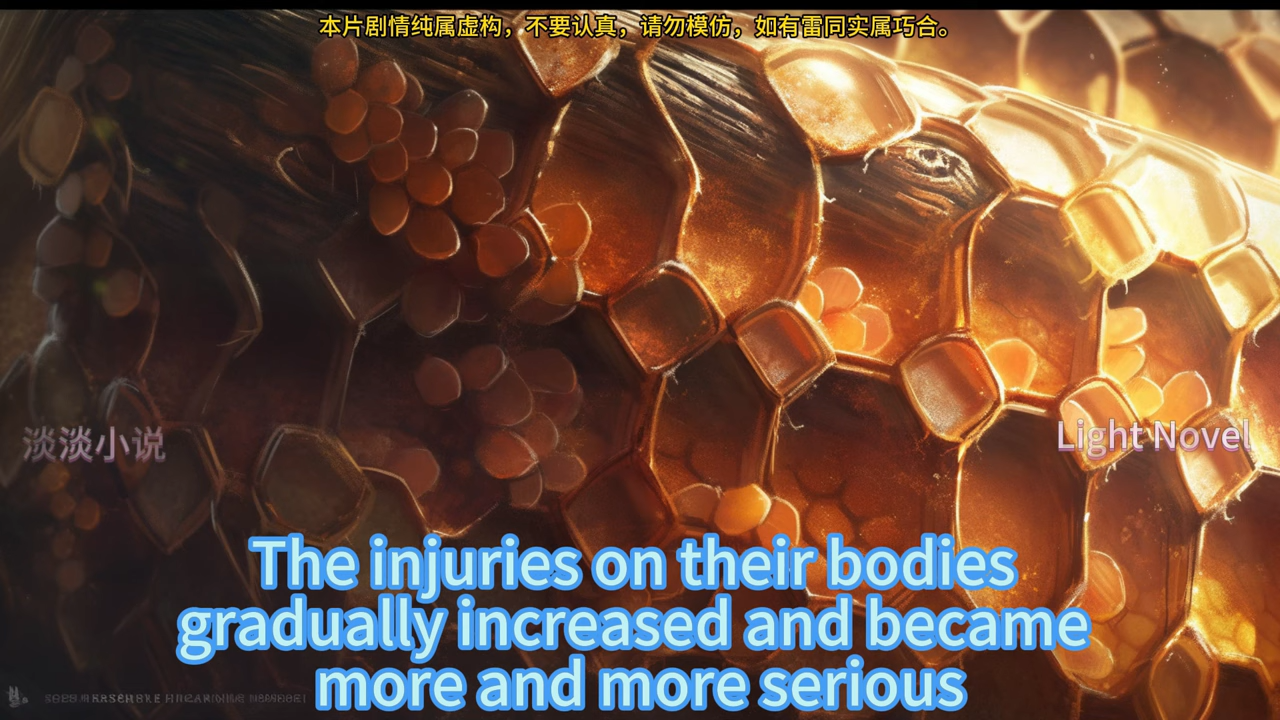 本片剧情纯属虚构，不要认真，请勿模仿，如有雷同实属巧合。
淡淡小说
Light Novel
The injuries on their bodies
gradually increased and became
more and more serious